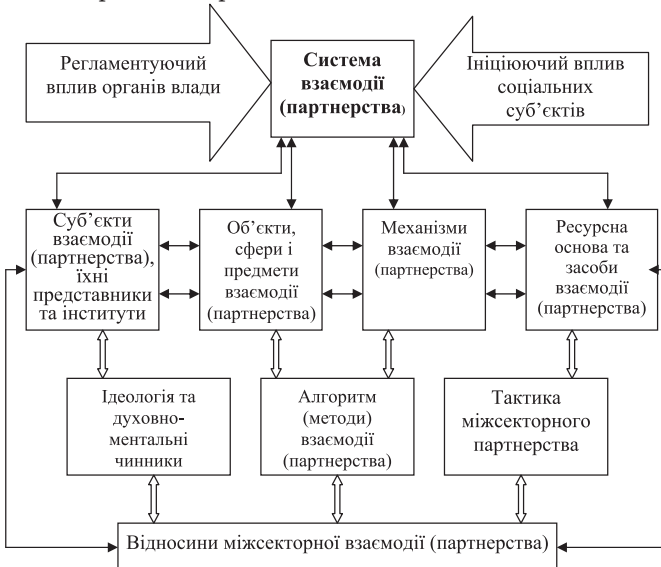 Регламентуючий
вплив органів влади
Система
взаємодії
(партнерства)
Ініціюючий вплив
соціальних
суб’єктів
Суб’єкти
взаємодії
(партнерства),
їхні
представники
та інститути
Об’єкти,
сфери і
предмети
взаємодії
(партнерства)
Механізми
взаємодії
(партнерства)
Ресурсна
основа та
засоби
взаємодії
(партнерства)
Ідеологія та
духовно-
ментальні
чинники
Алгоритм
(методи)
взаємодії
(партнерства)
Тактика
міжсекторного
партнерства
Відносини міжсекторної взаємодії (партнерства)